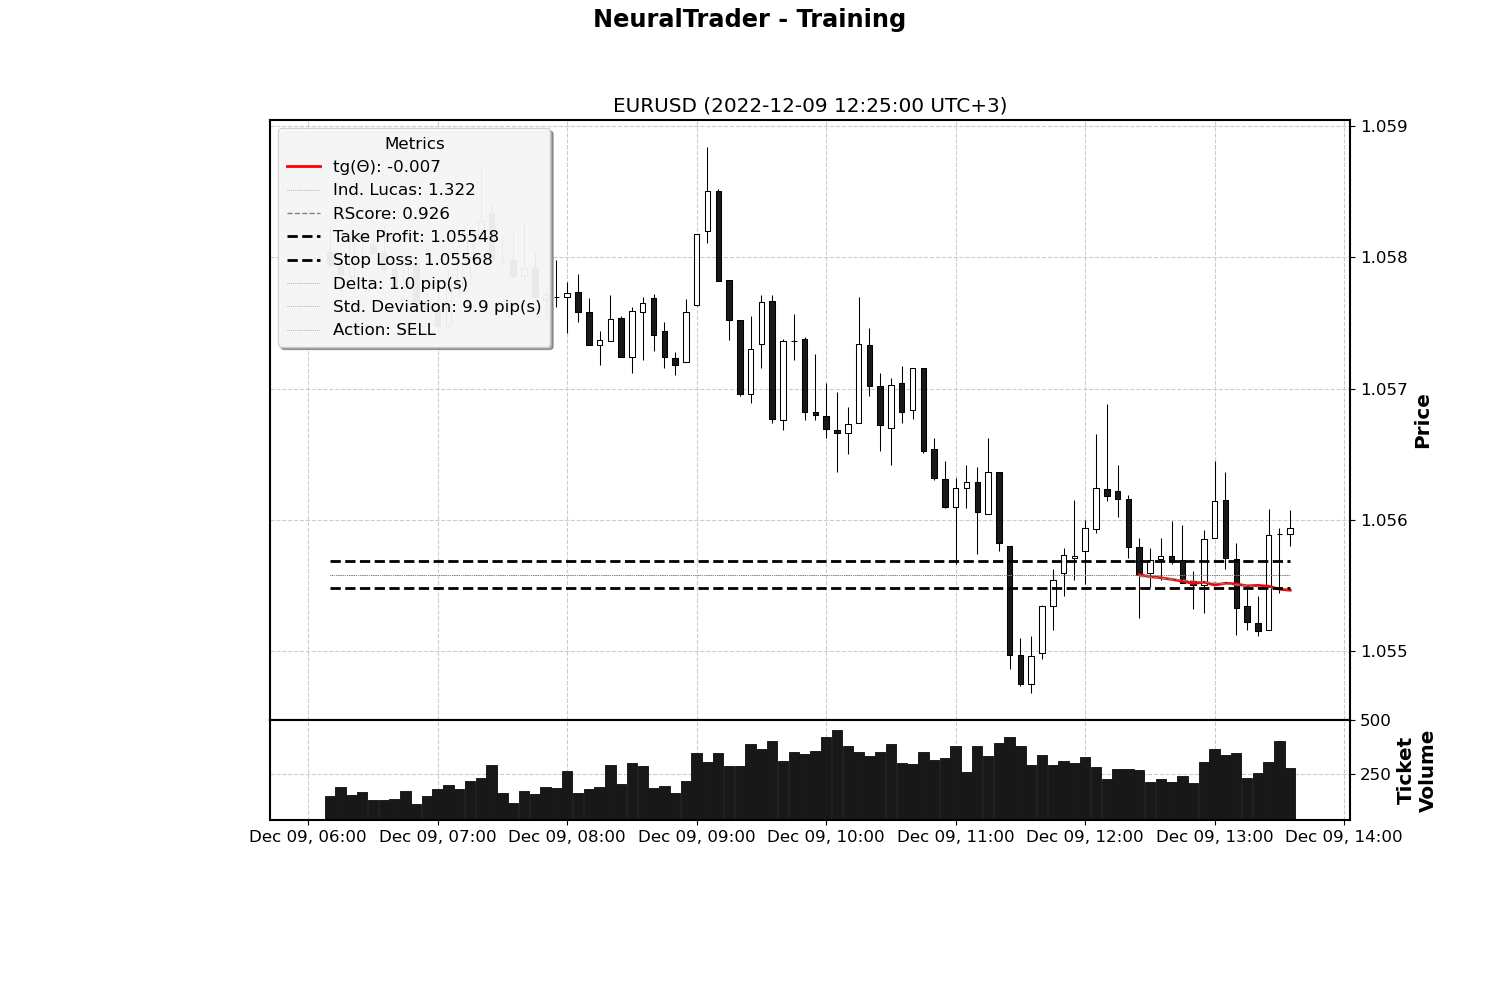 NeuralTrader - Training
EURUSD (2022-12-09 12:25:00 UTC+3)
Metrics
tg(Θ): -0.007
Ind. Lucas: 1.322
RScore: 0.926
Take Profit: 1.05548
Stop Loss: 1.05568
Delta: 1.0 pip(s)
Std. Deviation: 9.9 pip(s)
Action: SELL
1.059
1.058
1.057
1.056
1.055
Price
500
250
Ticket
Volume
Dec 09, 06:00
Dec 09, 07:00
Dec 09, 08:00
Dec 09, 09:00
Dec 09, 10:00
Dec 09, 11:00
Dec 09, 12:00
Dec 09, 13:00
Dec 09, 14:00